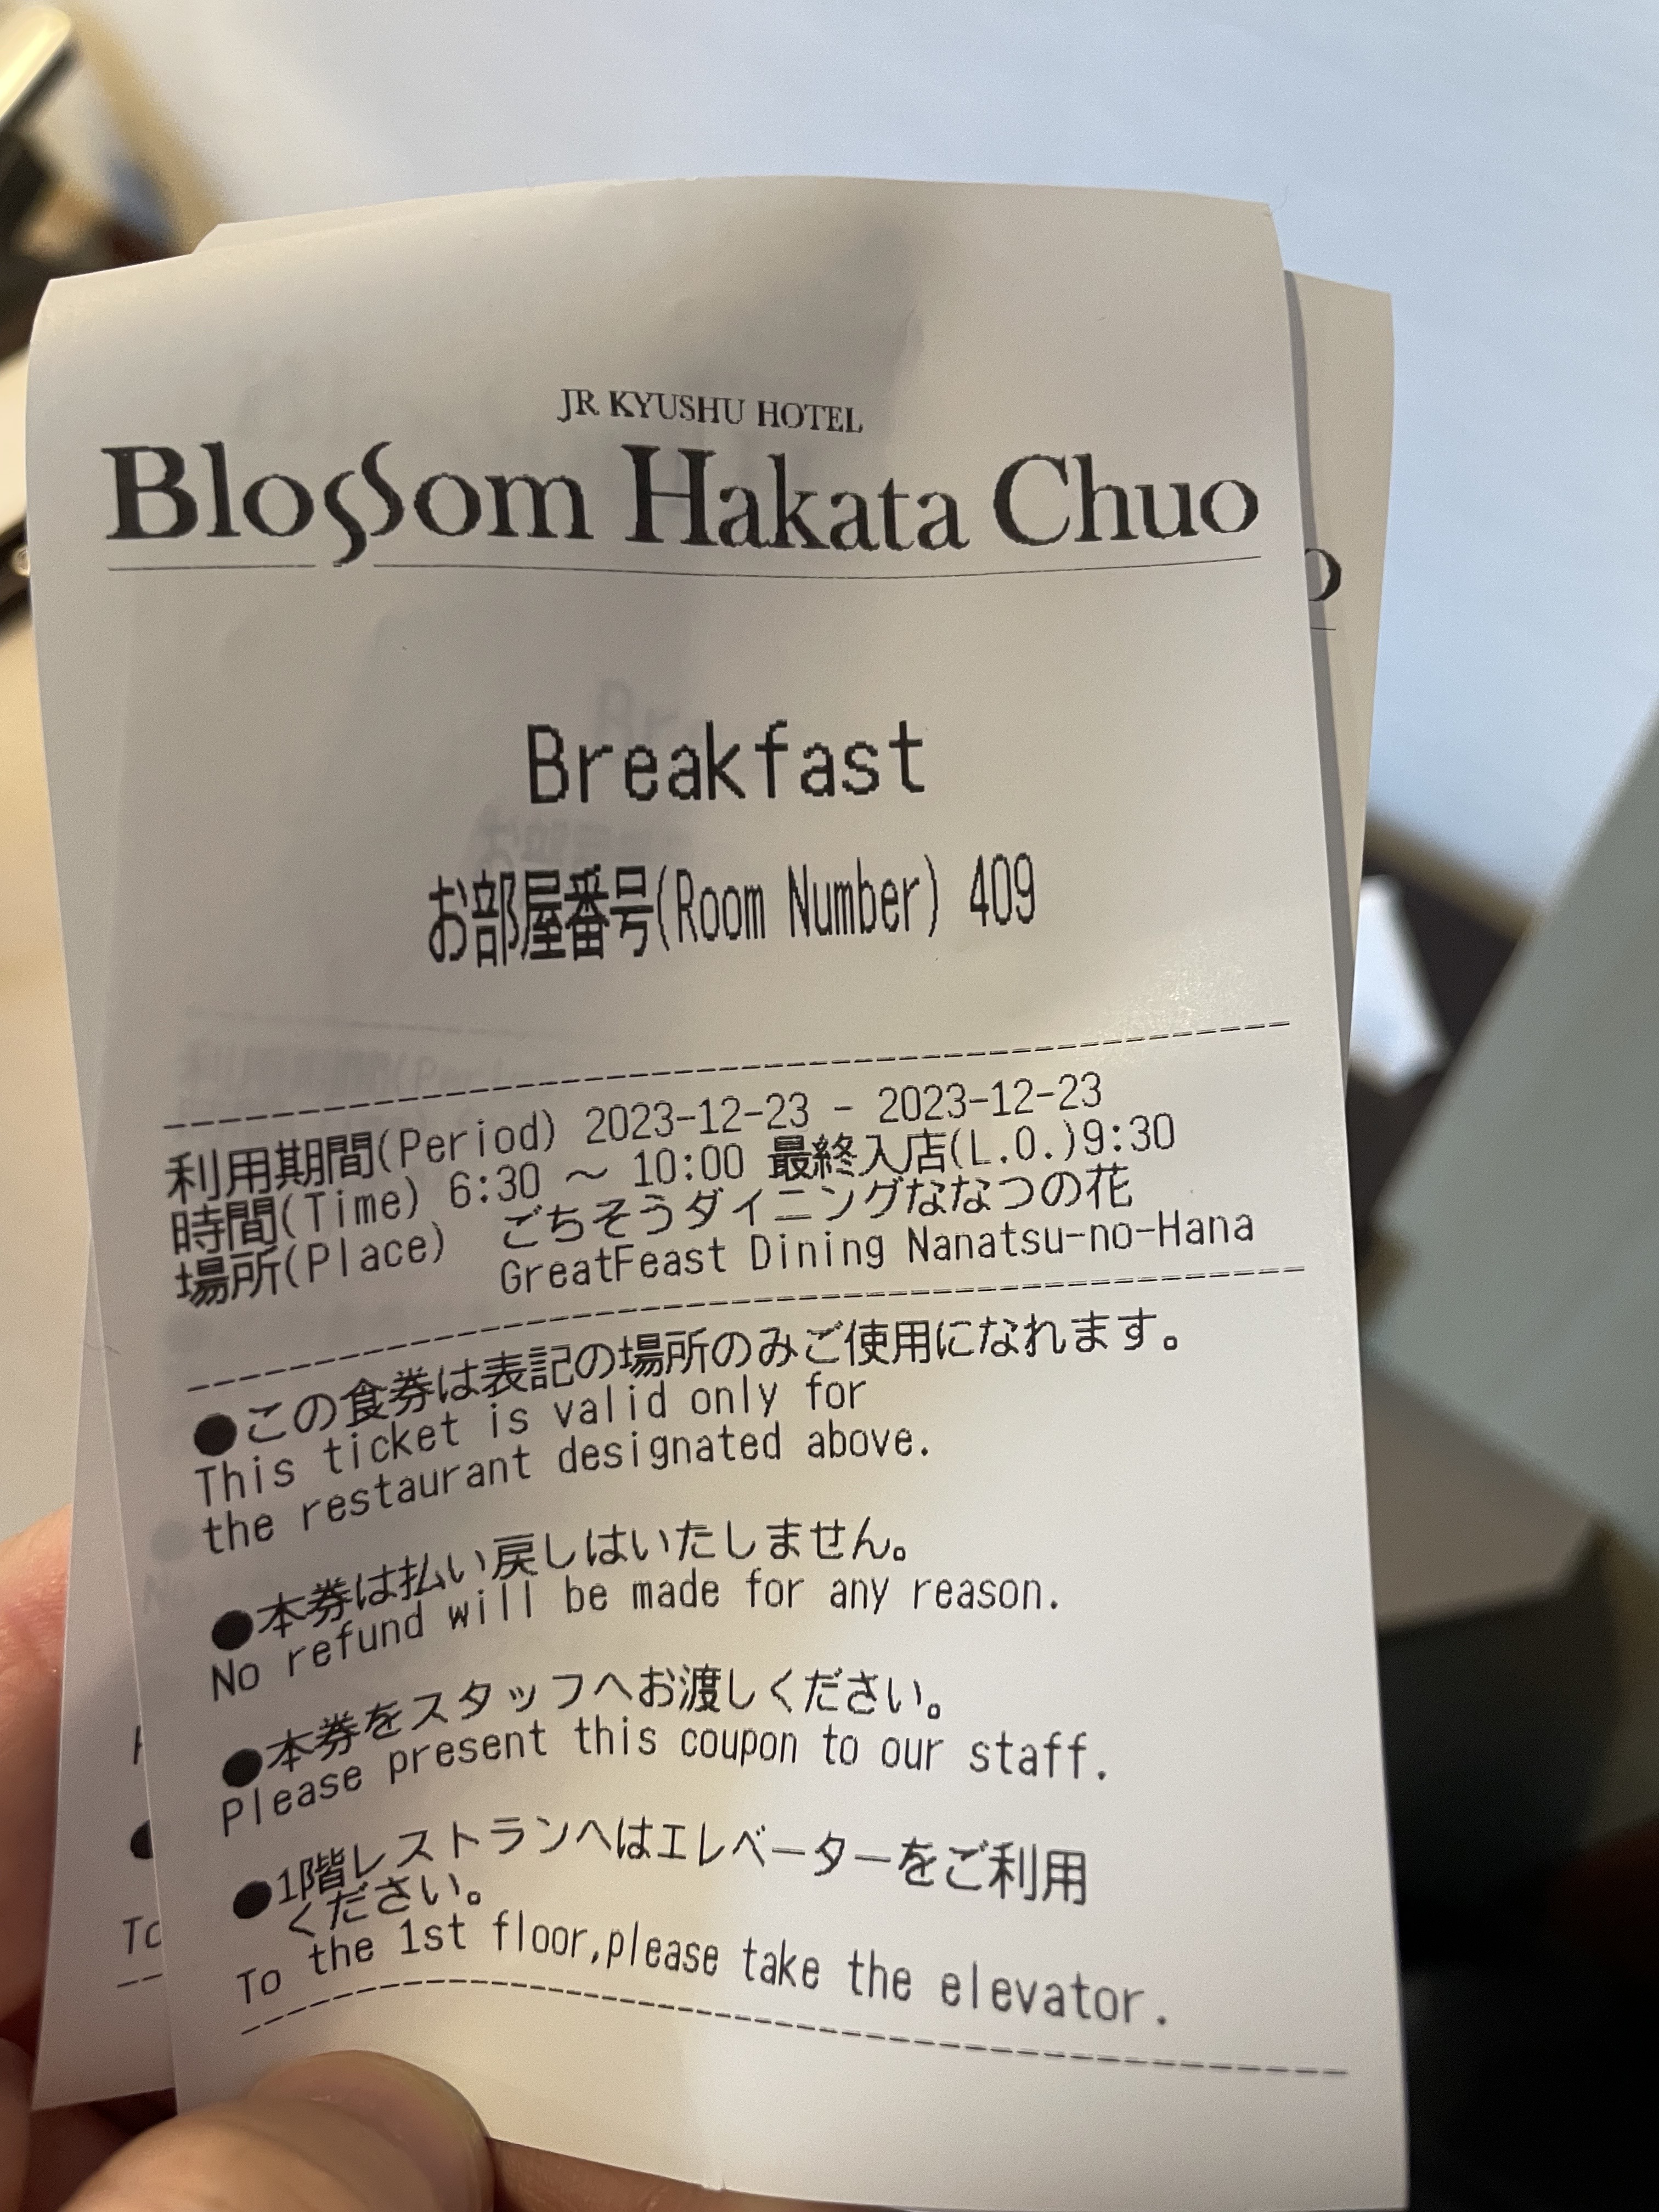 JR KYUSHU HOTEL
Blossom Hakata Chuo
Breakfast
お部屋番号(Room Number) 409
利用期間(Period) 2023-12-23 - 2023-12-23
時間(Time) 6:30 ～ 10:00 最終入店(L.O.)9:30
場所(Place) ごちそうダイニングななつの花
GreatFeast Dining Nanatsu-no-Hana
●この食券は表記の場所のみご使用になれます。
This ticket is valid only for
the restaurant designated above.
●本券は払い戻しはいたしません。
No refund will be made for any reason.
●本券をスタッフへお渡しください。
Please present this coupon to our staff.
●1階レストランへはエレベーターをご利用
ください。
To the 1st floor,please take the elevator.